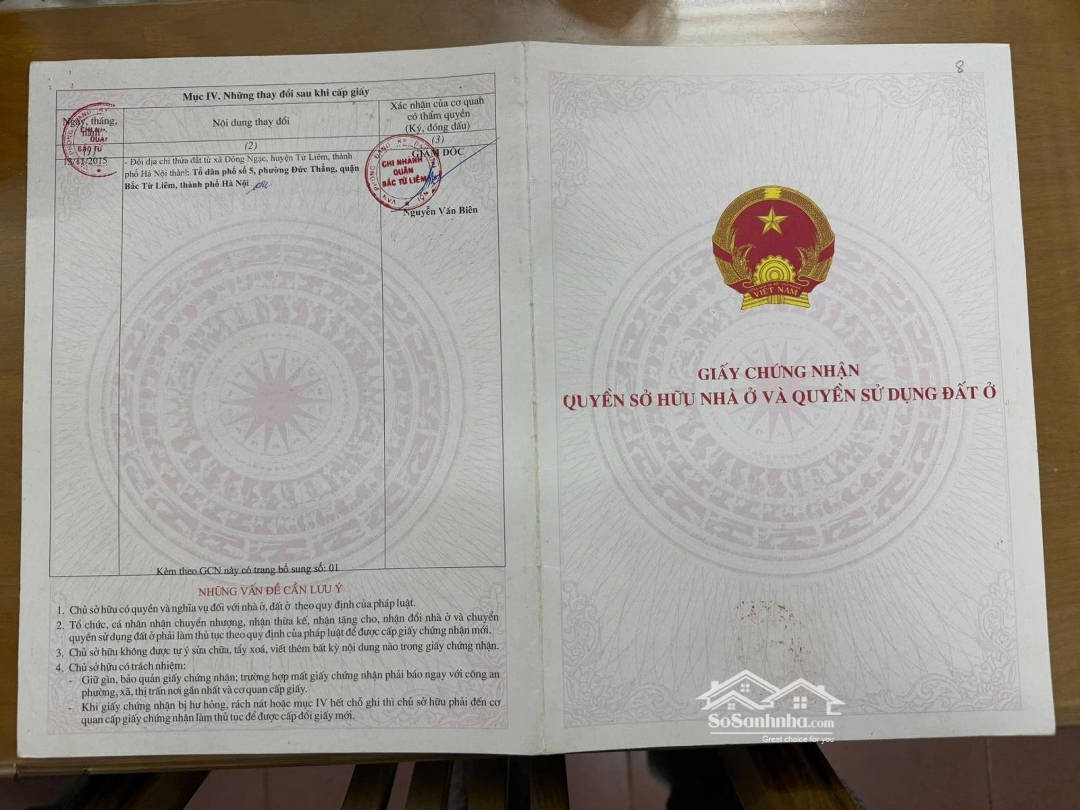 Mục IV. Những thay đổi sau khi cấp giấy
Ngày, tháng, năm
Nội dung thay đổi
Xác nhận của cơ quan
có thẩm quyền
(Ký, đóng dấu)
(2)
(3)
13/11/2015
- Đổi địa chỉ thửa đất từ xã Đông Ngạc, huyện Từ Liêm, thành
phố Hà Nội thành: Tổ dân phố số 5, phường Đức Thắng, quận
Bắc Từ Liêm, thành phố Hà Nội
GIÁM ĐỐC
CHI NHÁNH
QUẬN
BẮC TỪ LIÊM
Nguyễn Văn Biên
Kèm theo GCN này có trang bổ sung số: 01
NHỮNG VẤN ĐỀ CẦN LƯU Ý
1. Chủ sở hữu có quyền và nghĩa vụ đối với nhà ở, đất ở theo quy định của pháp luật.
2. Tổ chức, cá nhân nhận chuyển nhượng, nhận thừa kế, nhận tặng cho, nhận đổi nhà ở và chuyển
quyền sử dụng đất ở phải làm thủ tục theo quy định của pháp luật để được cấp giấy chứng nhận mới.
3. Chủ sở hữu không được tự ý sửa chữa, tẩy xoá, viết thêm bất kỳ nội dung nào trong giấy chứng nhận.
4. Chủ sở hữu có trách nhiệm:
- Giữ gìn, bảo quản giấy chứng nhận; trường hợp mất giấy chứng nhận phải báo ngay với công an
phường, xã, thị trấn nơi gần nhất và cơ quan cấp giấy.
- Khi giấy chứng nhận bị hư hỏng, rách nát hoặc mục IV hết chỗ ghi thì chủ sở hữu phải đến cơ
quan cấp giấy chứng nhận làm thủ tục để được cấp đổi giấy mới.
8
VIỆT NAM
GIẤY CHỨNG NHẬN
QUYỀN SỞ HỮU NHÀ Ở VÀ QUYỀN SỬ DỤNG ĐẤT Ở
SoSanhnha.com
Great choice for you